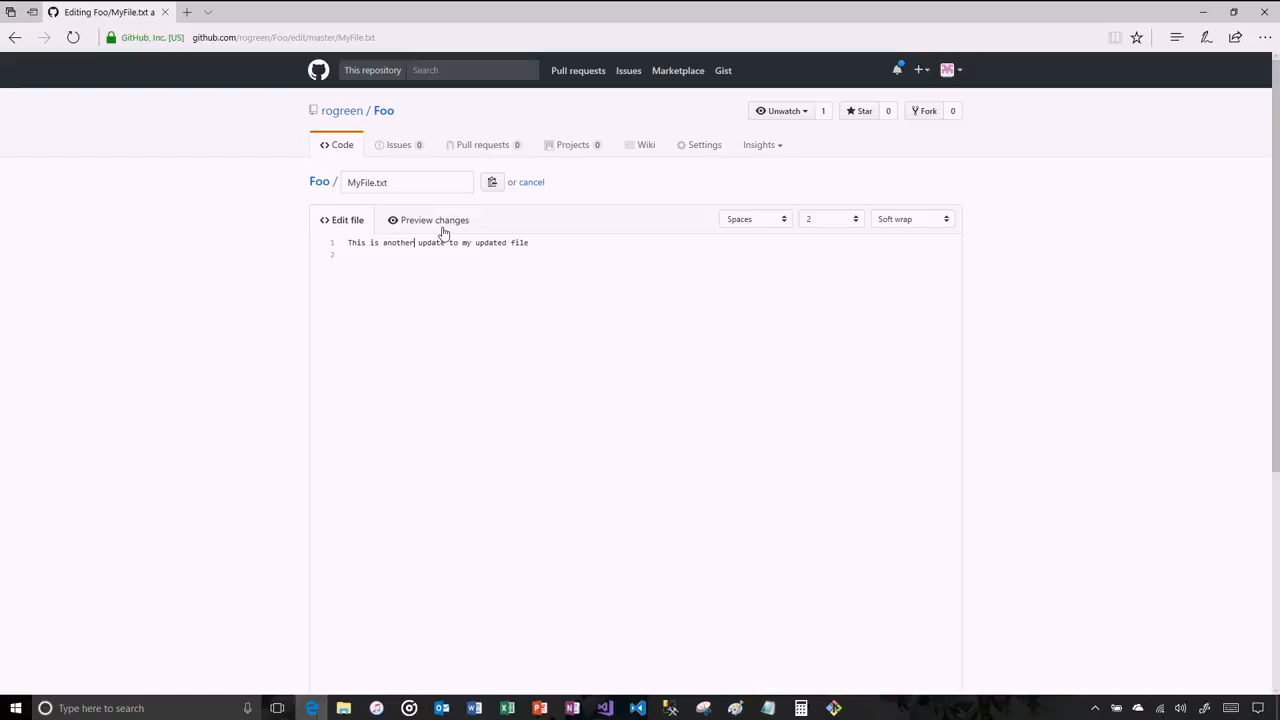 Editing Foo/MyFile.txt a
GitHub, Inc. [US] github.com/rogreen/Foo/edit/master/MyFile.txt
This repository Search Pull requests Issues Marketplace Gist
rogreen / Foo Unwatch 1 Star 0 Fork 0
Code Issues 0 Pull requests 0 Projects 0 Wiki Settings Insights
Foo / MyFile.txt or cancel
Edit file Preview changes Spaces 2 Soft wrap
1 This is another update to my updated file
2
Type here to search